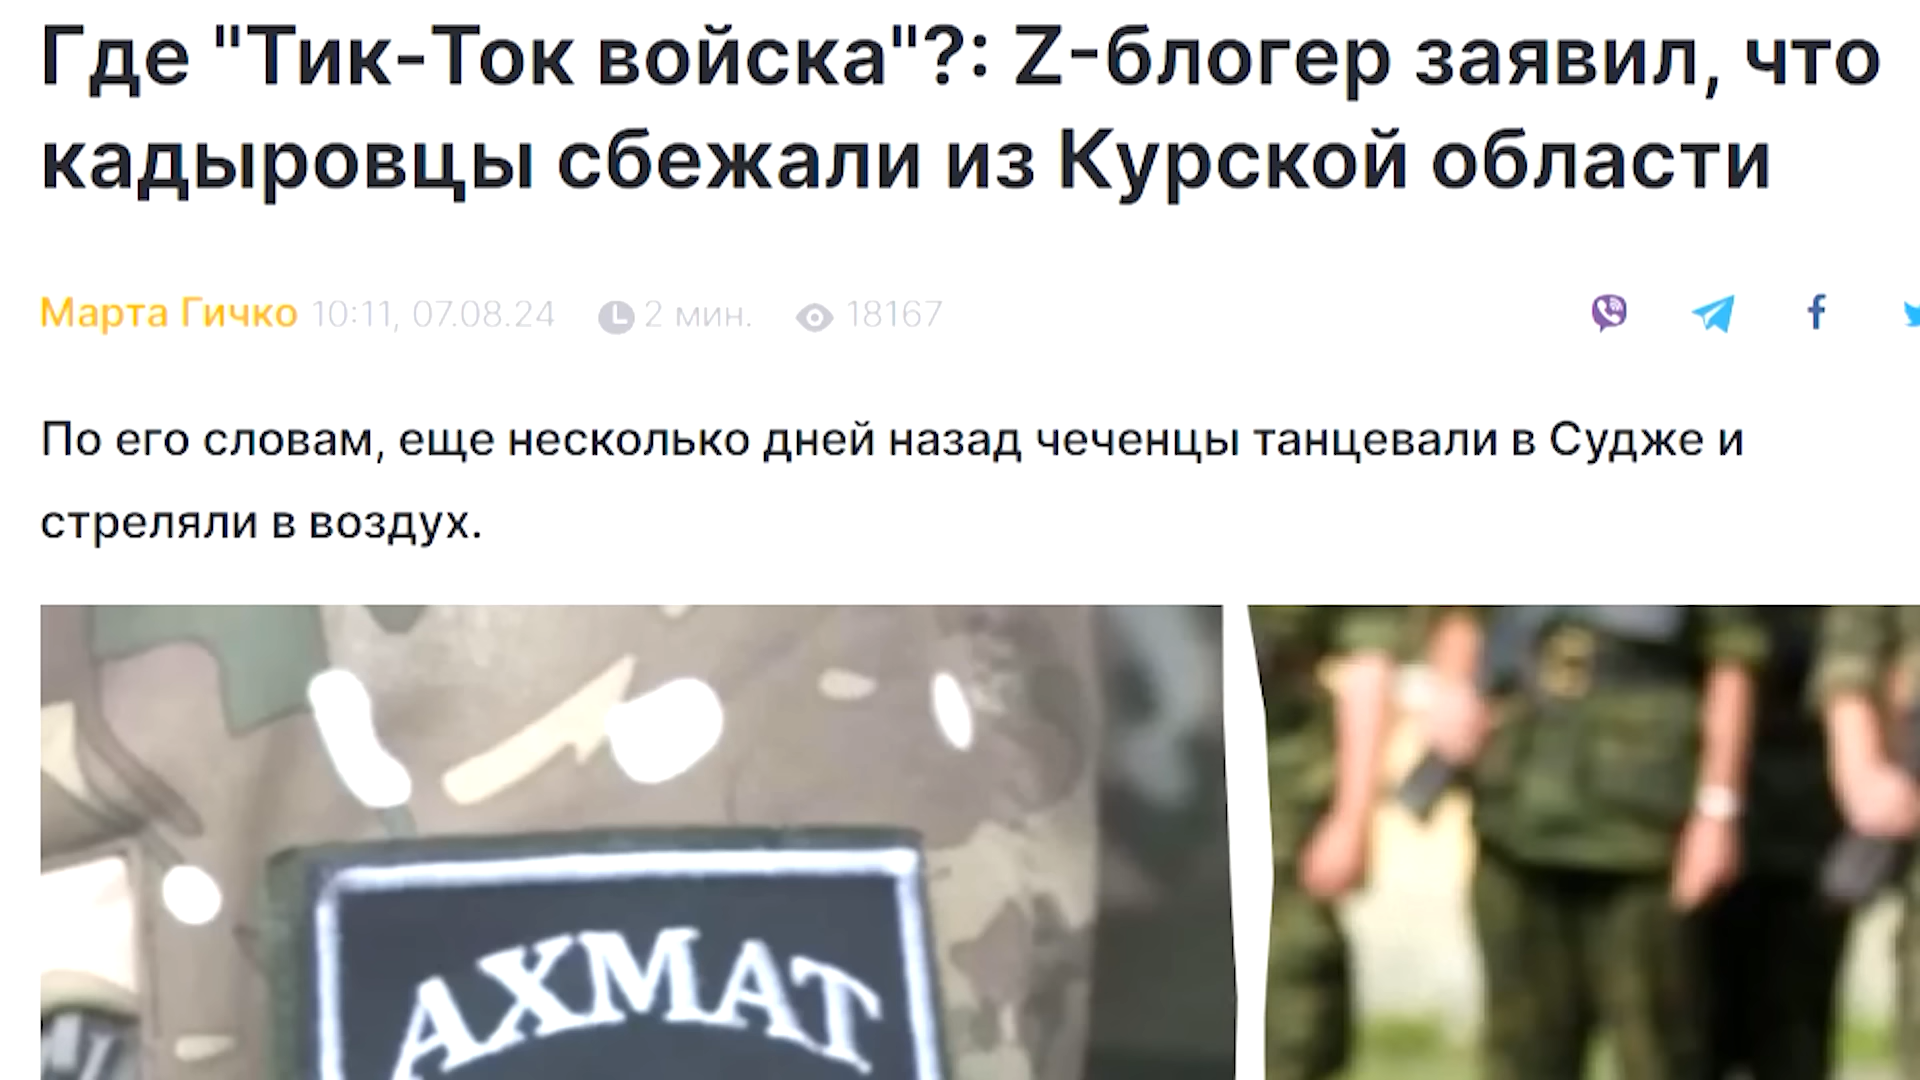 Где "Тик-Ток войска"?: Z-блогер заявил, что
кадыровцы сбежали из Курской области
Марта Гичко 10:11, 07.08.24 2 мин. 18167
По его словам, еще несколько дней назад чеченцы танцевали в Судже и
стреляли в воздух.
АХМАТ